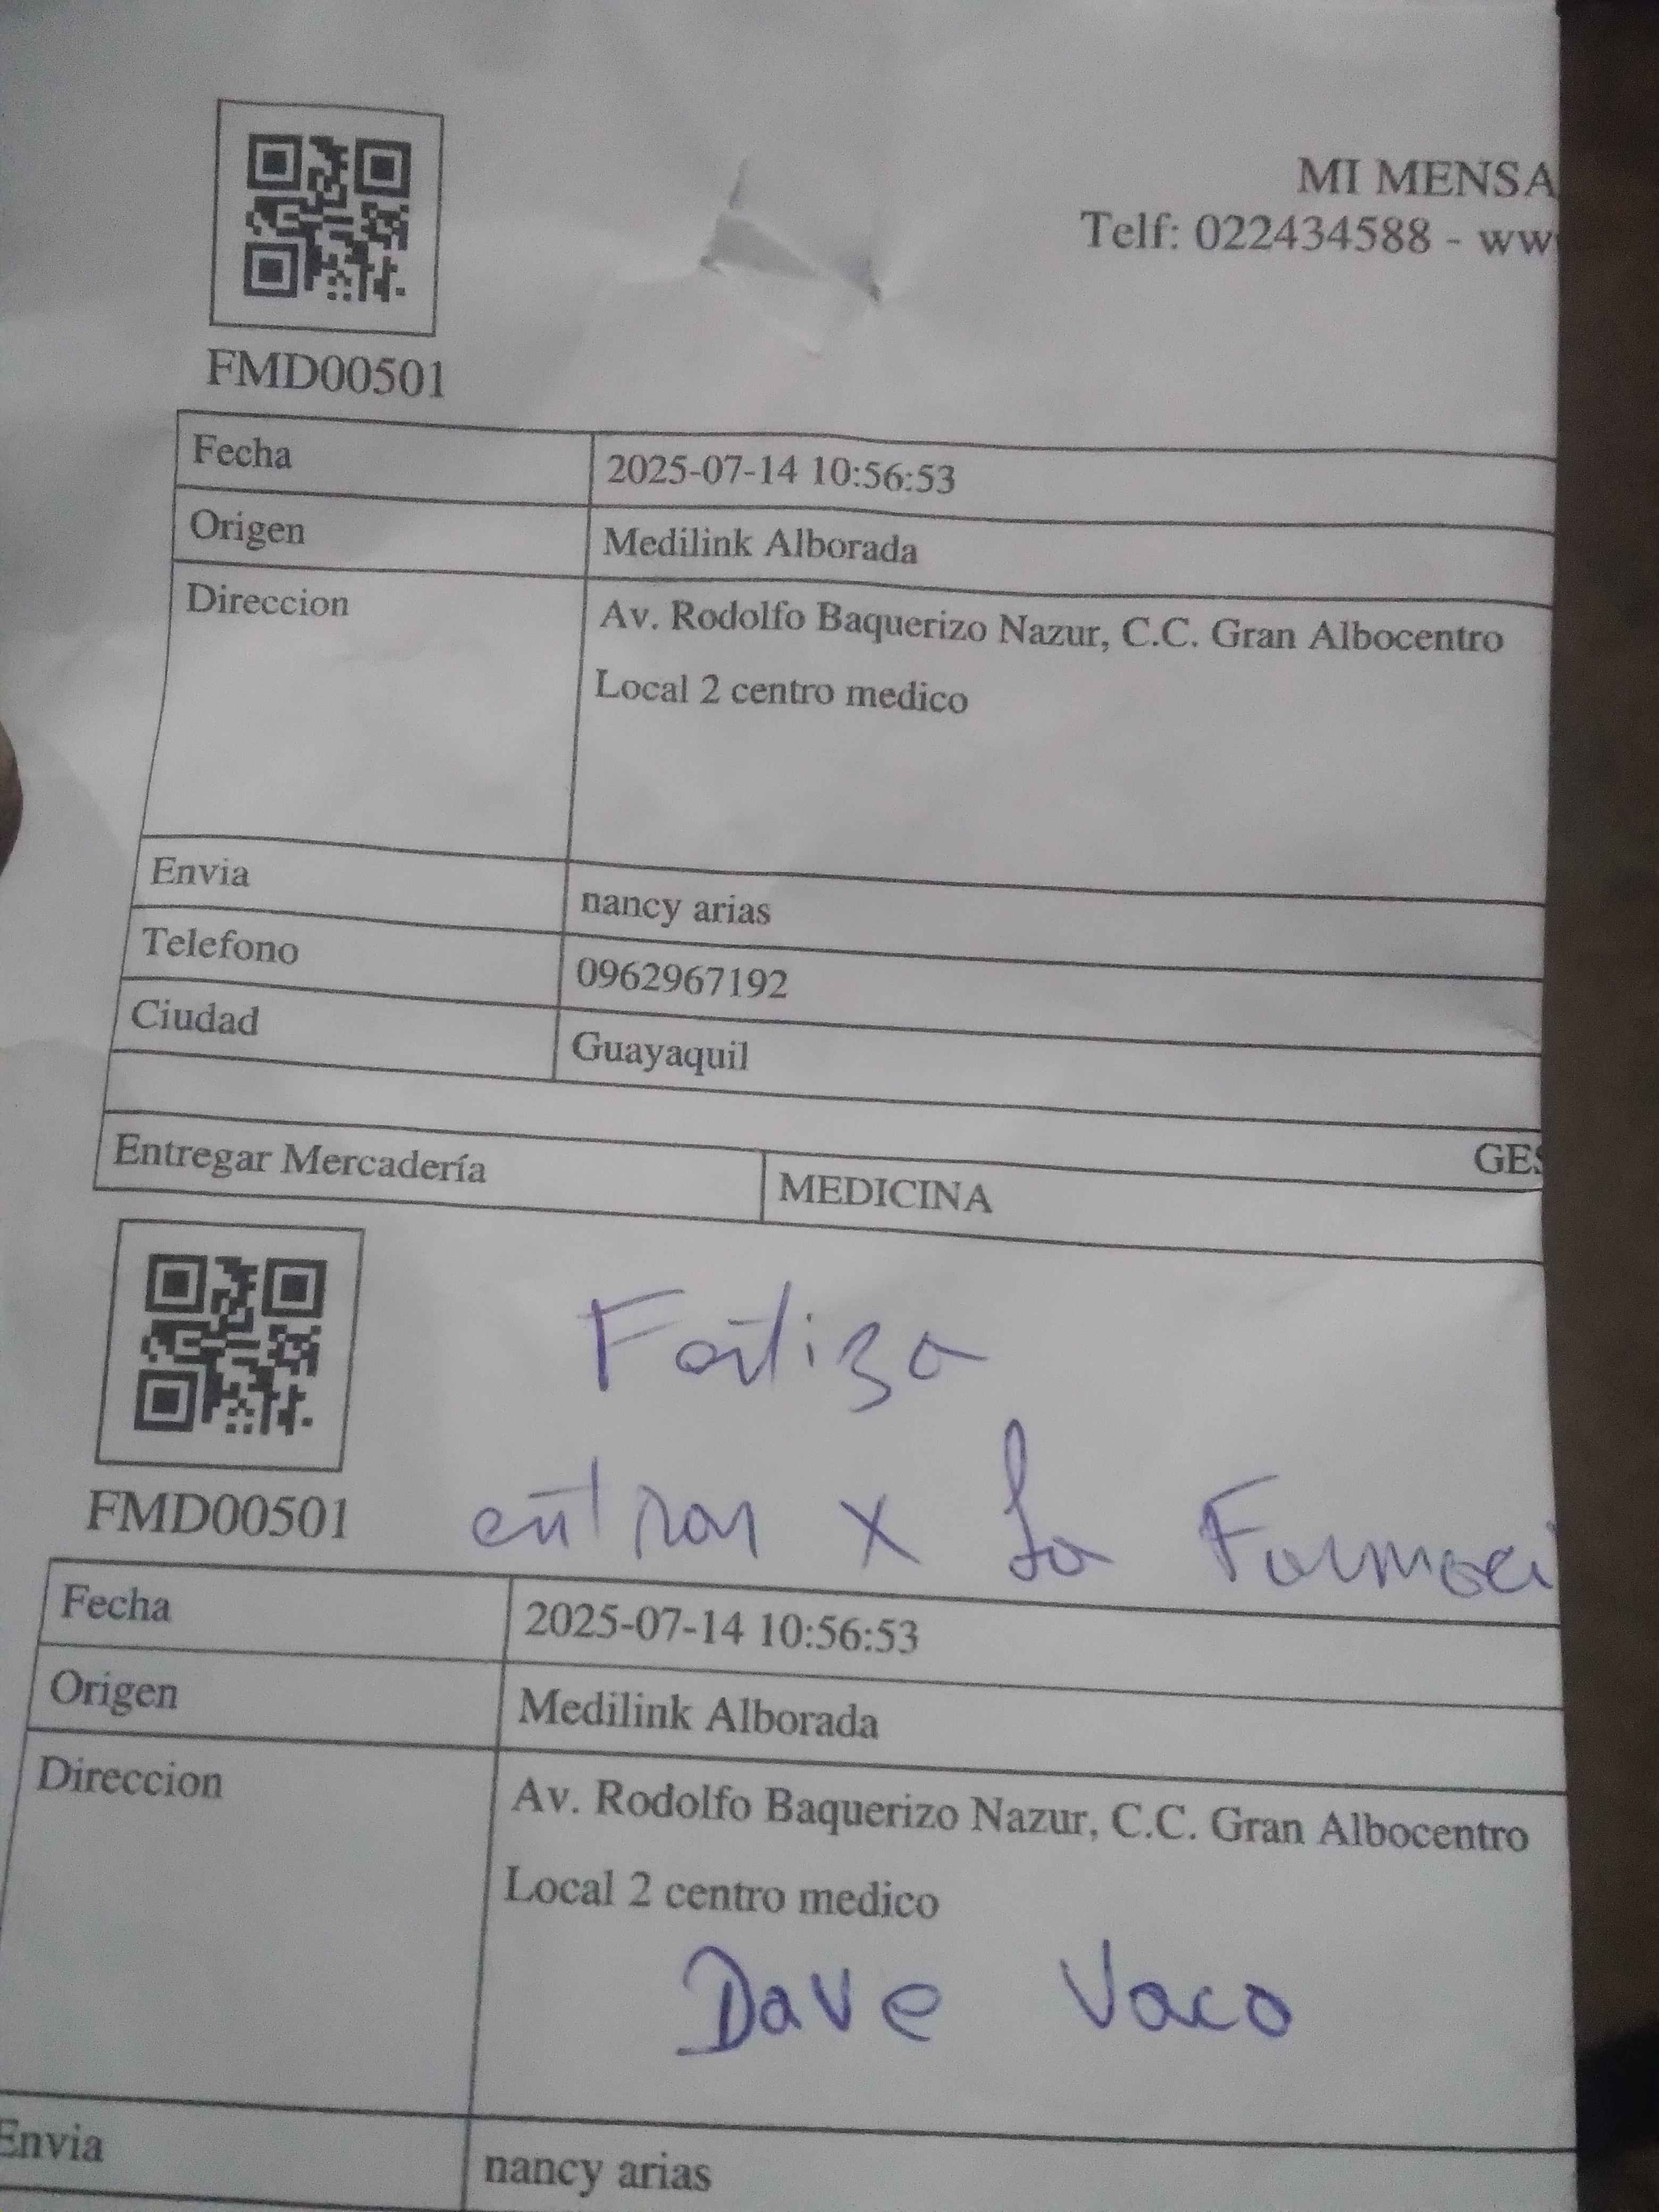 MI MENSA
Telf: 022434588 - ww
FMD00501
Fecha 2025-07-14 10:56:53
Origen Medilink Alborada
Direccion Av. Rodolfo Baquerizo Nazur, C.C. Gran Albocentro
Local 2 centro medico
Envia nancy arias
Telefono 0962967192
Ciudad Guayaquil
GES
Entregar Mercadería MEDICINA
entrar x la Farmaci
FMD00501
Fecha 2025-07-14 10:56:53
Origen Medilink Alborada
Direccion Av. Rodolfo Baquerizo Nazur, C.C. Gran Albocentro
Local 2 centro medico
Dave Vaco
Envia nancy arias